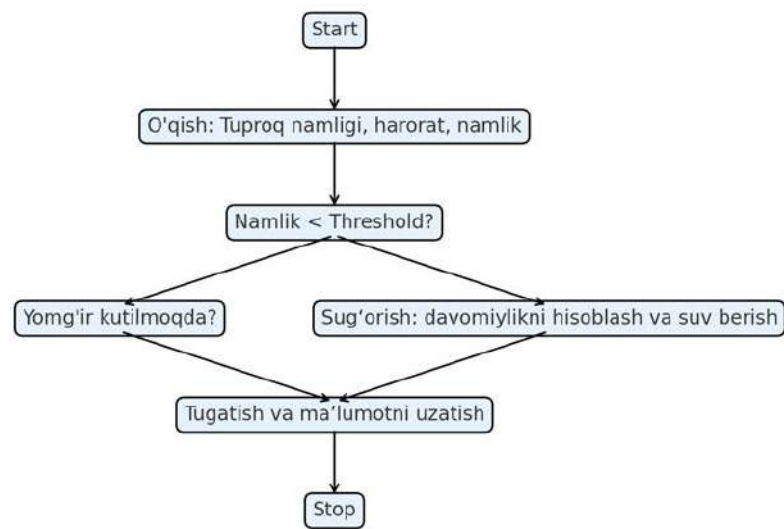 Start
O'qish: Tuproq namligi, harorat, namlik
Namlik < Threshold?
Yomg'ir kutilmoqda?
Sug‘orish: davomiylikni hisoblash va suv berish
Tugatish va ma’lumotni uzatish
Stop